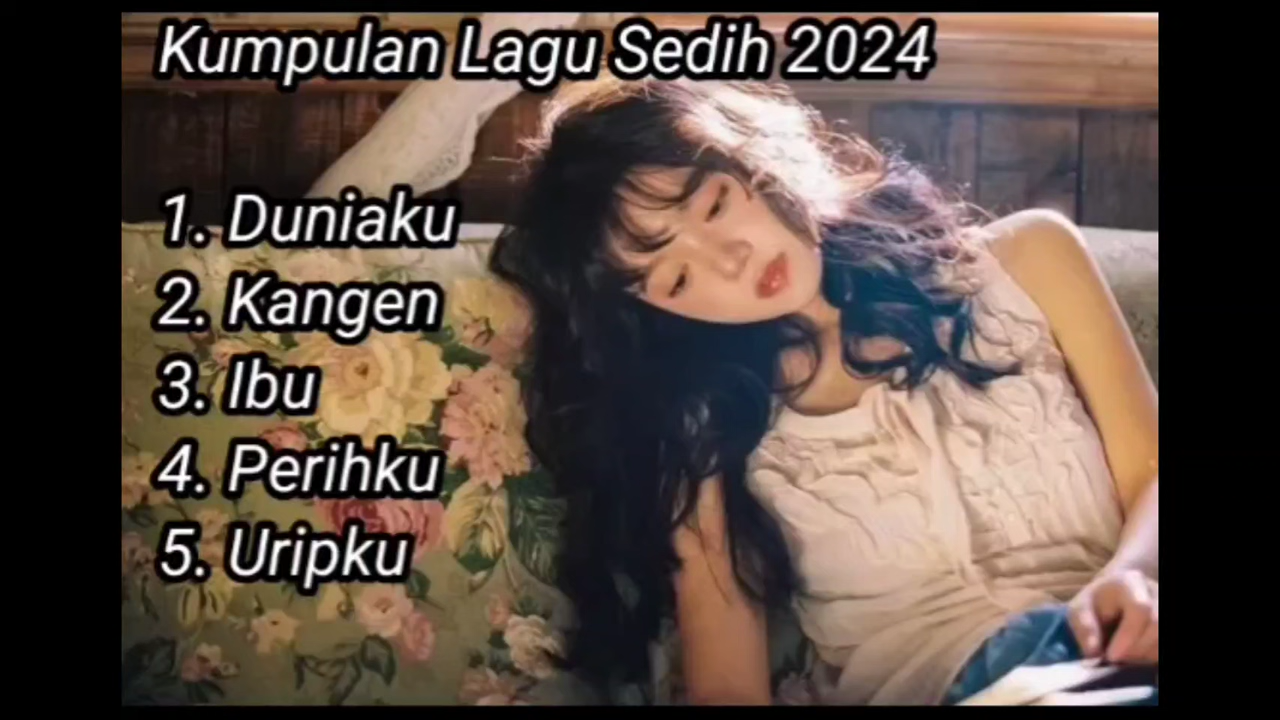 Kumpulan Lagu Sedih 2024
1. Duniaku
2. Kangen
3. Ibu
4. Perihku
5. Uripku